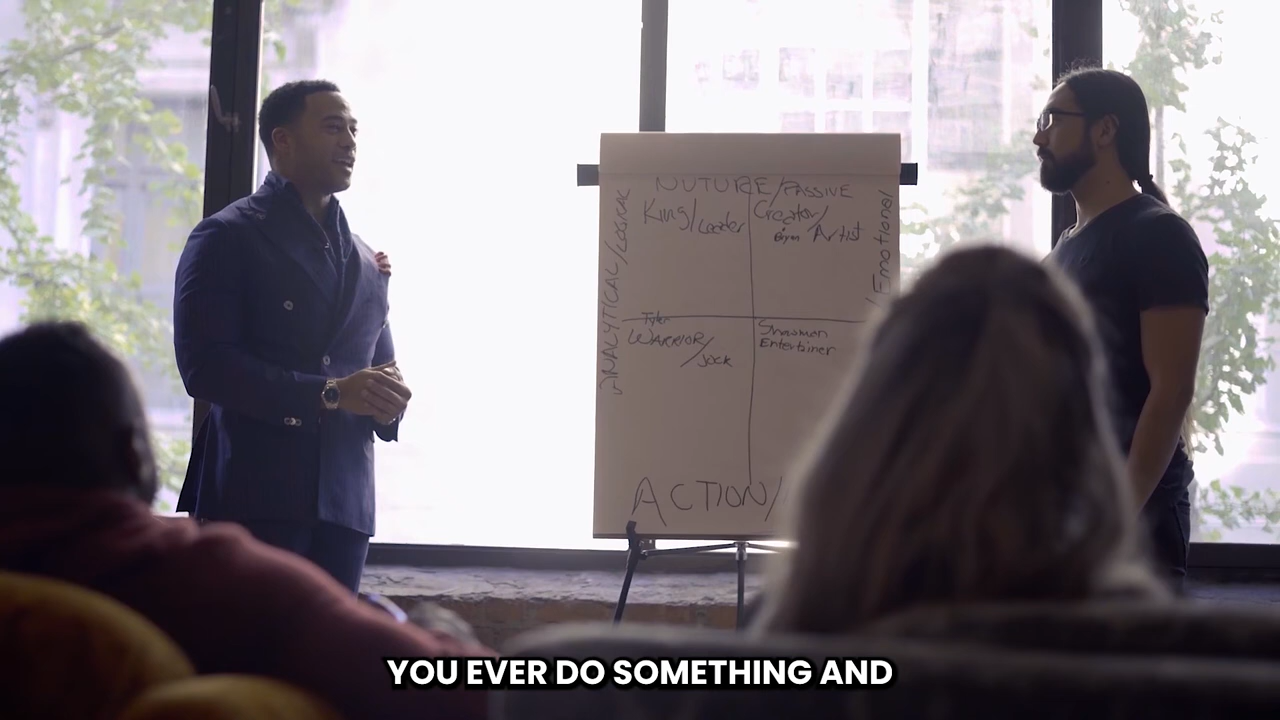 NUTURE/PASSIVE
King/Leader
Creator/
Bryan Artist
ANALYTICAL/LOGICAL
/Emotional
Tyler
WARRIOR/
Jock
Showman
Entertainer
ACTION/
YOU EVER DO SOMETHING AND